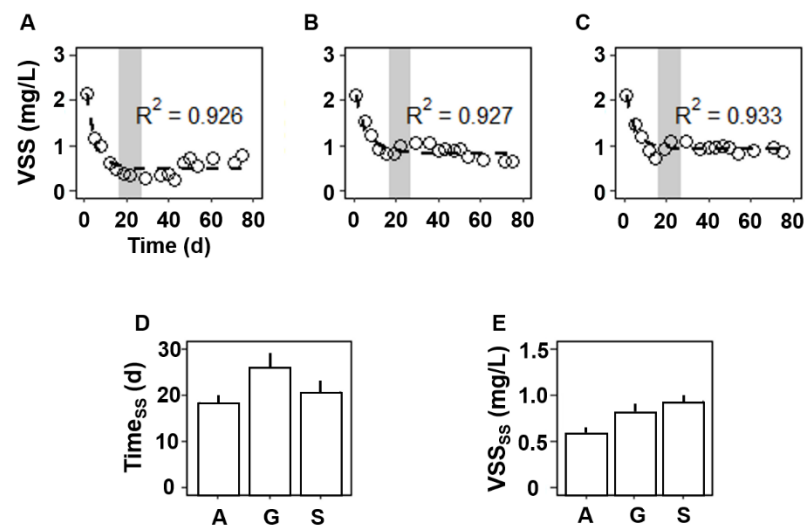 A
B
C
VSS (mg/L)
3
2
1
0
R² = 0.926
0 20 40 60 80
Time (d)
3
2
1
0
R² = 0.927
0 20 40 60 80
3
2
1
0
R² = 0.933
0 20 40 60 80
D
TimeSS (d)
30
20
10
0
A G S
E
VSSSS (mg/L)
1.5
1.0
0.5
0
A G S